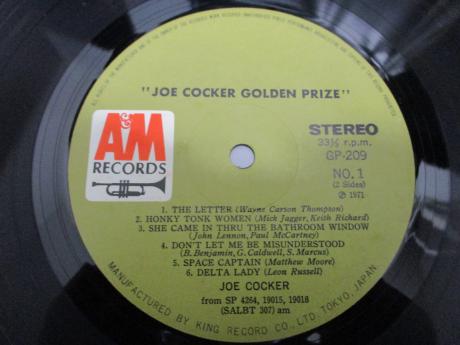 "JOE COCKER GOLDEN PRIZE"
A&M
RECORDS
STEREO
33⅓ r.p.m.
GP-209
NO. 1
(2 Sides)
℗ 1971
1. THE LETTER (Wayne Carson Thompson)
2. HONKY TONK WOMEN (Mick Jagger, Keith Richard)
3. SHE CAME IN THRU THE BATHROOM WINDOW
(John Lennon, Paul McCartney)
4. DON'T LET ME BE MISUNDERSTOOD
(B. Benjamin, G. Caldwell, S. Marcus)
5. SPACE CAPTAIN (Matthew Moore)
6. DELTA LADY (Leon Russell)
JOE COCKER
from SP 4264, 19015, 19018
(SALBT 307) am
MANUFACTURED BY KING RECORD CO., LTD. TOKYO, JAPAN